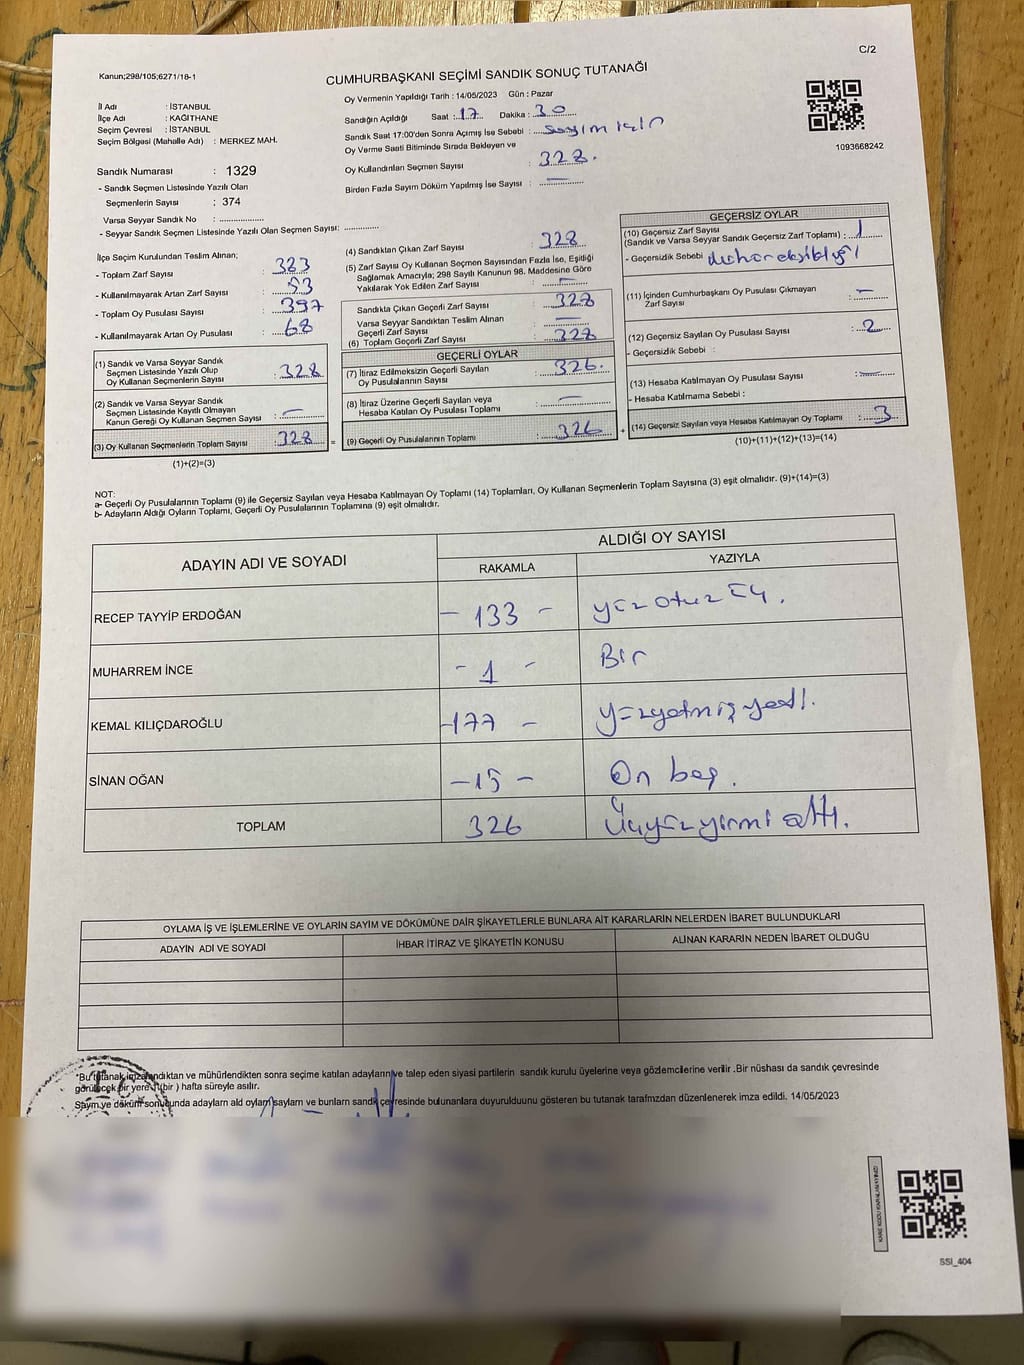 C/2
Kanun;298/105;6271/18-1
CUMHURBAŞKANI SEÇİMİ SANDIK SONUÇ TUTANAĞI
İl Adı : İSTANBUL
İlçe Adı : KAĞITHANE
Seçim Çevresi : İSTANBUL
Seçim Bölgesi (Mahalle Adı) : MERKEZ MAH.
Oy Vermenin Yapıldığı Tarih : 14/05/2023 Gün : Pazar
Sandığın Açıldığı Saat : 17 Dakika : 30
Sandık Saat 17:00'den Sonra Açımış İse Sebebi : sayım için
Oy Verme Saati Bitiminde Sırada Bekleyen ve
Oy Kullandırılan Seçmen Sayısı : 328.
Birden Fazla Sayım Döküm Yapılmış İse Sayısı : —
1093668242
Sandık Numarası : 1329
- Sandık Seçmen Listesinde Yazılı Olan
Seçmenlerin Sayısı : 374
Varsa Seyyar Sandık No : ..................
- Seyyar Sandık Seçmen Listesinde Yazılı Olan Seçmen Sayısı: ..............
İlçe Seçim Kurulundan Teslim Alınan;
- Toplam Zarf Sayısı : 383
- Kullanılmayarak Artan Zarf Sayısı : 53
- Toplam Oy Pusulası Sayısı : 397
- Kullanılmayarak Artan Oy Pusulası : 68
(1) Sandık ve Varsa Seyyar Sandık
Seçmen Listesinde Yazılı Olup
Oy Kullanan Seçmenlerin Sayısı : 328
(2) Sandık ve Varsa Seyyar Sandık
Seçmen Listesinde Kayıtlı Olmayan
Kanun Gereği Oy Kullanan Seçmen Sayısı : —
(3) Oy Kullanan Seçmenlerin Toplam Sayısı : 328 =
(1)+(2)=(3)
(4) Sandıktan Çıkan Zarf Sayısı : 328
(5) Zarf Sayısı Oy Kullanan Seçmen Sayısından Fazla İse, Eşitliği
Sağlamak Amacıyla; 298 Sayılı Kanunun 98. Maddesine Göre
Yakılarak Yok Edilen Zarf Sayısı : —
Sandıkta Çıkan Geçerli Zarf Sayısı : 328
Varsa Seyyar Sandıktan Teslim Alınan
Geçerli Zarf Sayısı : —
(6) Toplam Geçerli Zarf Sayısı : 328
GEÇERLİ OYLAR
(7) İtiraz Edilmeksizin Geçerli Sayılan
Oy Pusulalarının Sayısı : 326.
(8) İtiraz Üzerine Geçerli Sayılan veya
Hesaba Katılan Oy Pusulası Toplamı : —
(9) Geçerli Oy Pusulalarının Toplamı : 326 +
GEÇERSİZ OYLAR
(10) Geçersiz Zarf Sayısı
(Sandık ve Varsa Seyyar Sandık Geçersiz Zarf Toplamı) : 1
- Geçersizlik Sebebi : mühür eksikliği
(11) İçinden Cumhurbaşkanı Oy Pusulası Çıkmayan
Zarf Sayısı : —
(12) Geçersiz Sayılan Oy Pusulası Sayısı : 2
- Geçersizlik Sebebi :
(13) Hesaba Katılmayan Oy Pusulası Sayısı : —
- Hesaba Katılmama Sebebi :
(14) Geçersiz Sayılan veya Hesaba Katılmayan Oy Toplamı : 3
(10)+(11)+(12)+(13)=(14)
NOT:
a- Geçerli Oy Pusulalarının Toplamı (9) ile Geçersiz Sayılan veya Hesaba Katılmayan Oy Toplamı (14) Toplamları, Oy Kullanan Seçmenlerin Toplam Sayısına (3) eşit olmalıdır. (9)+(14)=(3)
b- Adayların Aldığı Oyların Toplamı, Geçerli Oy Pusulalarının Toplamına (9) eşit olmalıdır.
ADAYIN ADI VE SOYADI
ALDIĞI OY SAYISI
RAKAMLA YAZIYLA
RECEP TAYYİP ERDOĞAN - 133 - yüz otuz üç.
MUHARREM İNCE - 1 - Bir
KEMAL KILIÇDAROĞLU -177 - yüzyetmiş yedi.
SİNAN OĞAN -15 - On beş.
TOPLAM 326 Üçyüz yirmi altı.
OYLAMA İŞ VE İŞLEMLERİNE VE OYLARIN SAYIM VE DÖKÜMÜNE DAİR ŞİKAYETLERLE BUNLARA AİT KARARLARIN NELERDEN İBARET BULUNDUKLARI
ADAYIN ADI VE SOYADI İHBAR İTİRAZ VE ŞİKAYETİN KONUSU ALINAN KARARIN NEDEN İBARET OLDUĞU
*Bu tutanak imzalandıktan ve mühürlendikten sonra seçime katılan adayların ve talep eden siyasi partilerin sandık kurulu üyelerine veya gözlemcilerine verilir .Bir nüshası da sandık çevresinde
görülecek bir yere 1(bir ) hafta süreyle asılır.
Sayım ve döküm sonucunda adayların ald oyların sayların ve bunların sandk çevresinde bulunanlara duyurulduunu gösteren bu tutanak tarafımzdan düzenlenerek imza edildi. 14/05/2023
KARE KODU KARALAMAYINIZ!
SSİ_404